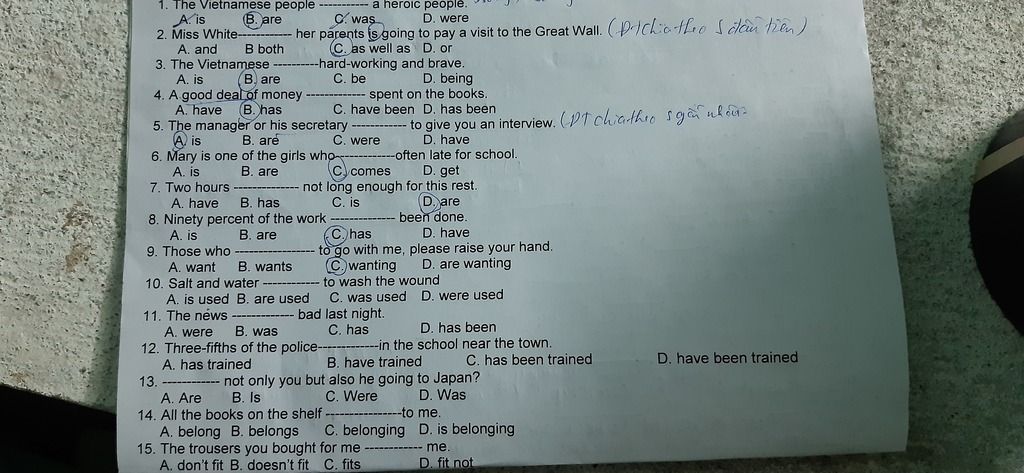 1. The Vietnamese people ----------- a heroic people.
A. is B. are C. was D. were
2. Miss White------------ her parents is going to pay a visit to the Great Wall. (ĐT chia theo S đầu tiên)
A. and B both C. as well as D. or
3. The Vietnamese ----------hard-working and brave.
A. is B. are C. be D. being
4. A good deal of money ------------- spent on the books.
A. have B. has C. have been D. has been
5. The manager or his secretary ------------ to give you an interview. (ĐT chia theo S gần nhất
A. is B. are C. were D. have
6. Mary is one of the girls who-------------often late for school.
A. is B. are C. comes D. get
7. Two hours -------------- not long enough for this rest.
A. have B. has C. is D. are
8. Ninety percent of the work -------------- been done.
A. is B. are C. has D. have
9. Those who ----------------- to go with me, please raise your hand.
A. want B. wants C. wanting D. are wanting
10. Salt and water ------------ to wash the wound
A. is used B. are used C. was used D. were used
11. The news ------------- bad last night.
A. were B. was C. has D. has been
12. Three-fifths of the police-------------in the school near the town.
A. has trained B. have trained C. has been trained D. have been trained
13. ------------ not only you but also he going to Japan?
A. Are B. Is C. Were D. Was
14. All the books on the shelf ----------------to me.
A. belong B. belongs C. belonging D. is belonging
15. The trousers you bought for me ------------ me.
A. don't fit B. doesn't fit C. fits D. fit not